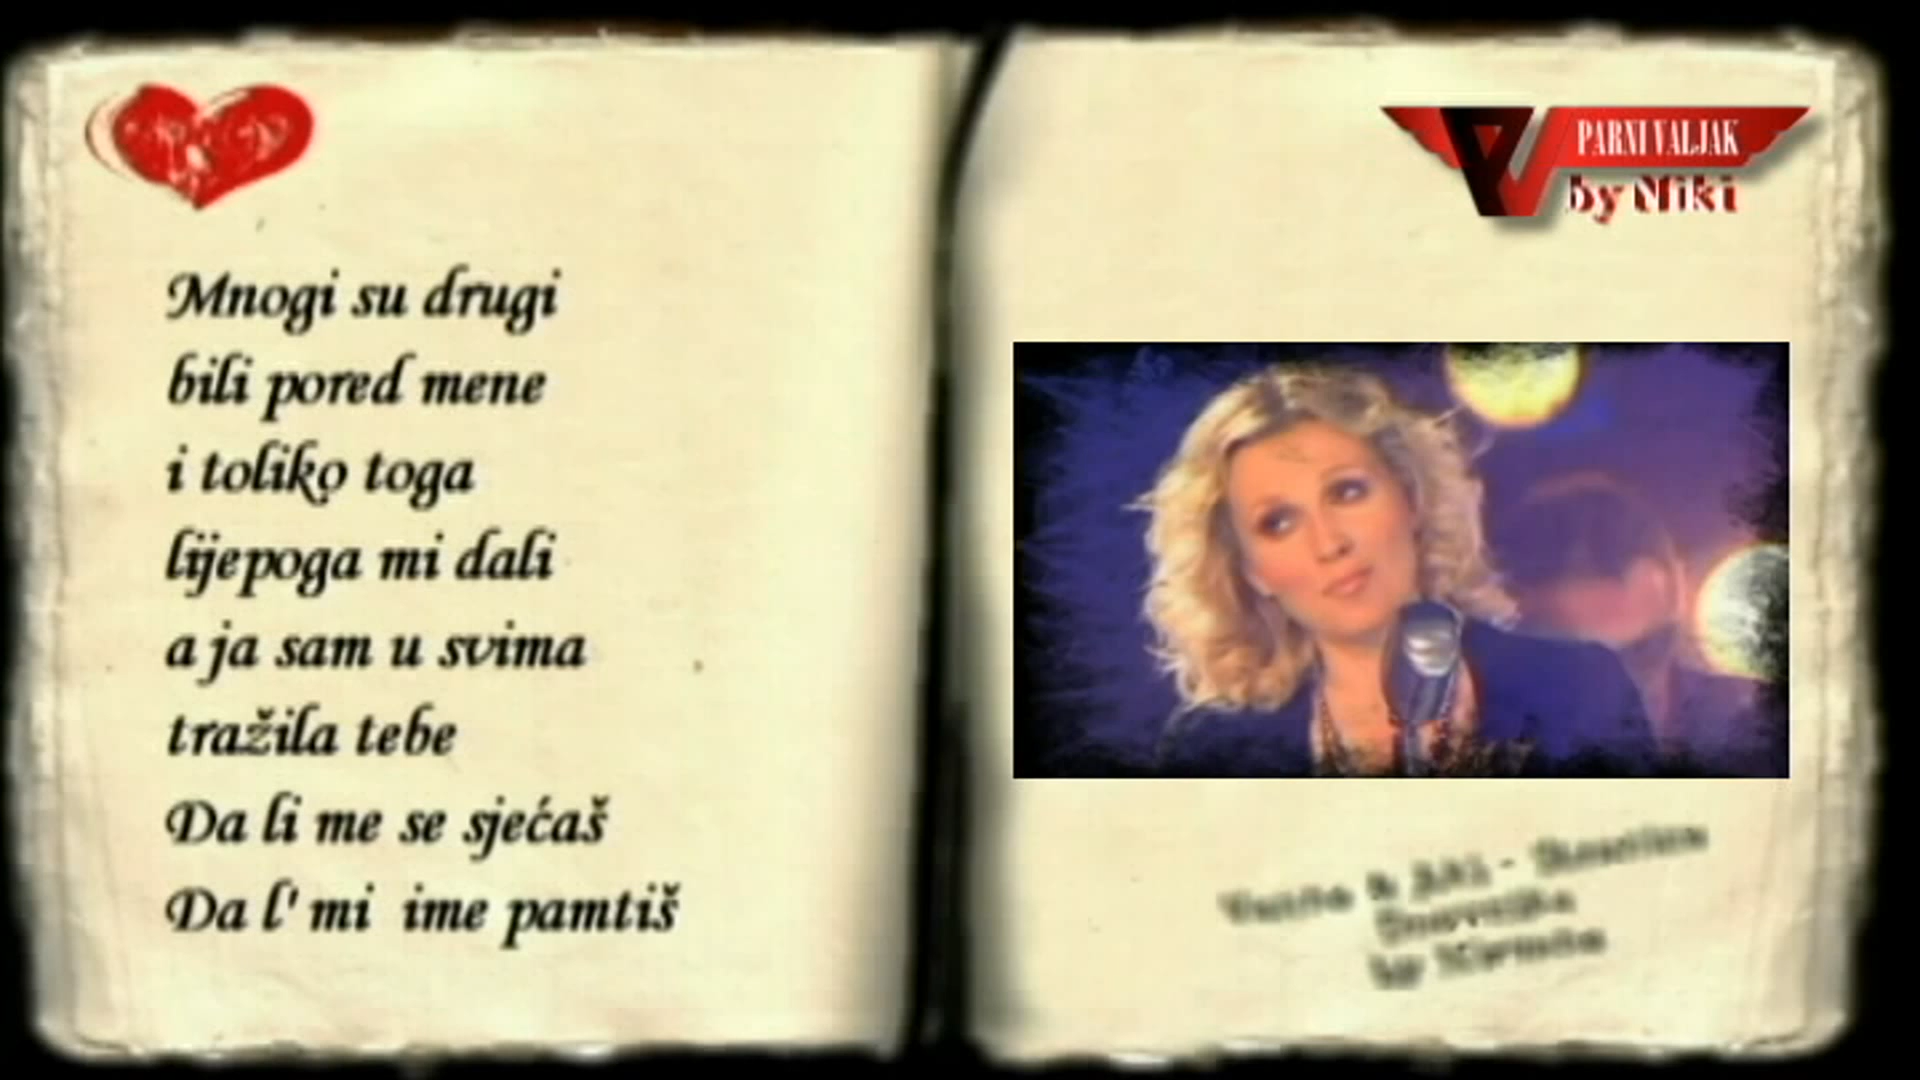 Mnogi su drugi
bili pored mene
i toliko toga
lijepoga mi dali
a ja sam u svima
tražila tebe
Da li me se sjećaš
Da l' mi ime pamtiš
PARNI VALJAK
by Niki